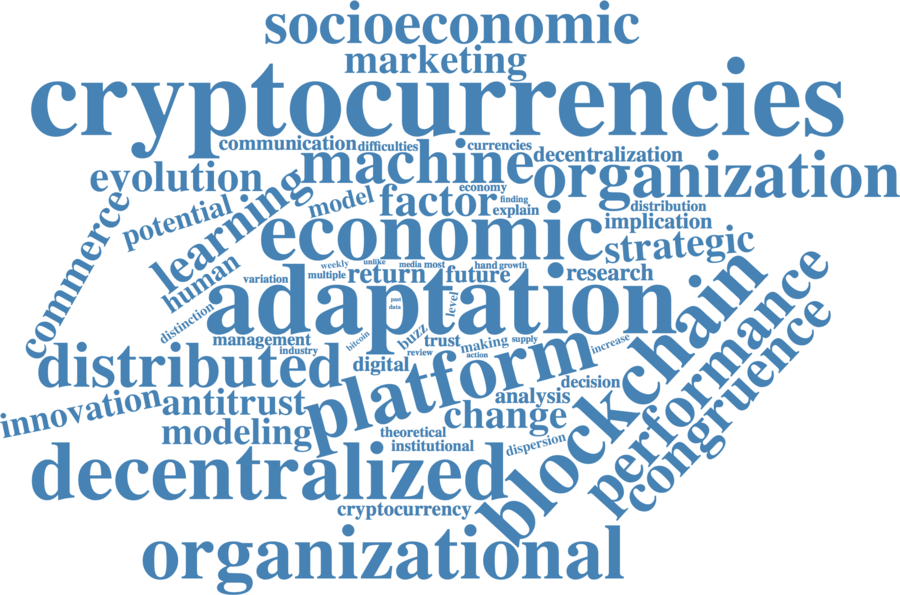 socioeconomic
marketing
cryptocurrencies
communication
difficulties
currencies
machine
decentralization
evolution
organization
learning
model
factor
economy
finding
explain
distribution
potential
implication
commerce
economic
strategic
human
weekly
unlike
media
most
hand
growth
variation
multiple
return
future
research
adaptation
past
data
level
distinction
management
industry
bitcoin
buzz
trust
review
making
action
supply
increase
blockchain
performance
congruence
distributed
digital
platform
decision
analysis
innovation
antitrust
change
modeling
theoretical
institutional
dispersion
decentralized
cryptocurrency
organizational